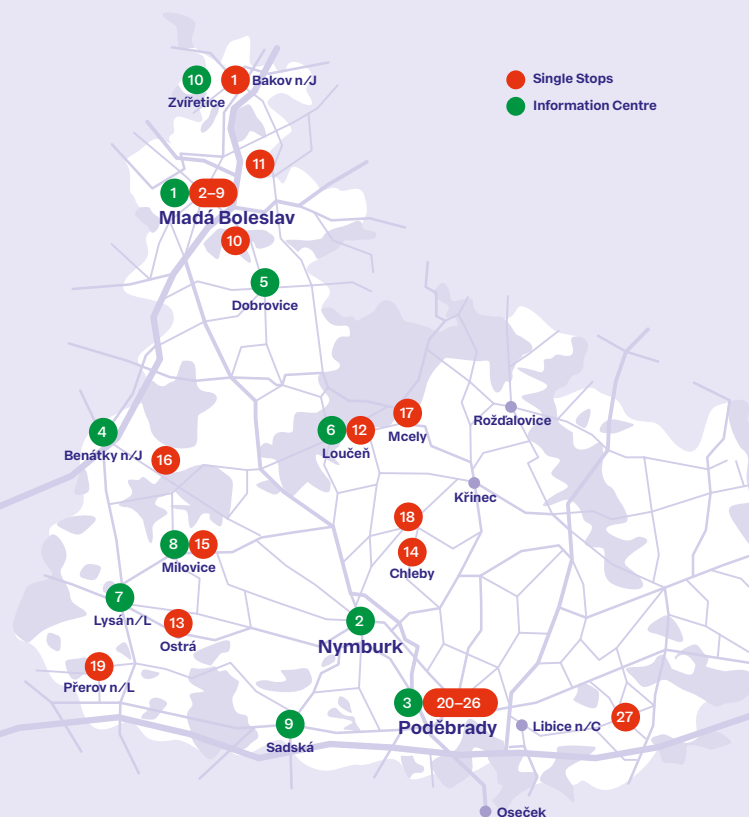 10 1 Bakov n/J
Zvířetice
Single Stops
Information Centre
11
1 2–9
Mladá Boleslav
10
5
Dobrovice
17
Mcely
Rožďalovice
4
Benátky n/J
6 12
Loučeň
16
Křinec
18
8 15
Milovice
14
Chleby
7
Lysá n/L
13
Ostrá
2
Nymburk
19
Přerov n/L
3 20–26
Poděbrady
Libice n/C
27
9
Sadská
Oseček